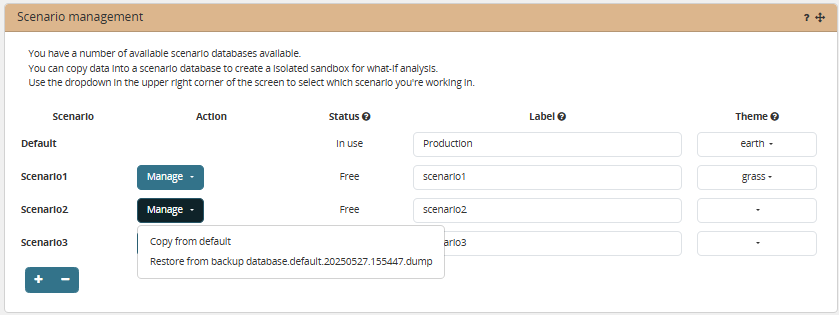 Scenario management
?
You have a number of available scenario databases available.
You can copy data into a scenario database to create a isolated sandbox for what-if analysis.
Use the dropdown in the upper right corner of the screen to select which scenario you're working in.
Scenario Action Status ? Label ? Theme ?
Default In use Production earth
Scenario1 Manage Free scenario1 grass
Scenario2 Manage Free scenario2
Scenario3 ario3
Copy from default
Restore from backup database.default.20250527.155447.dump
+ −